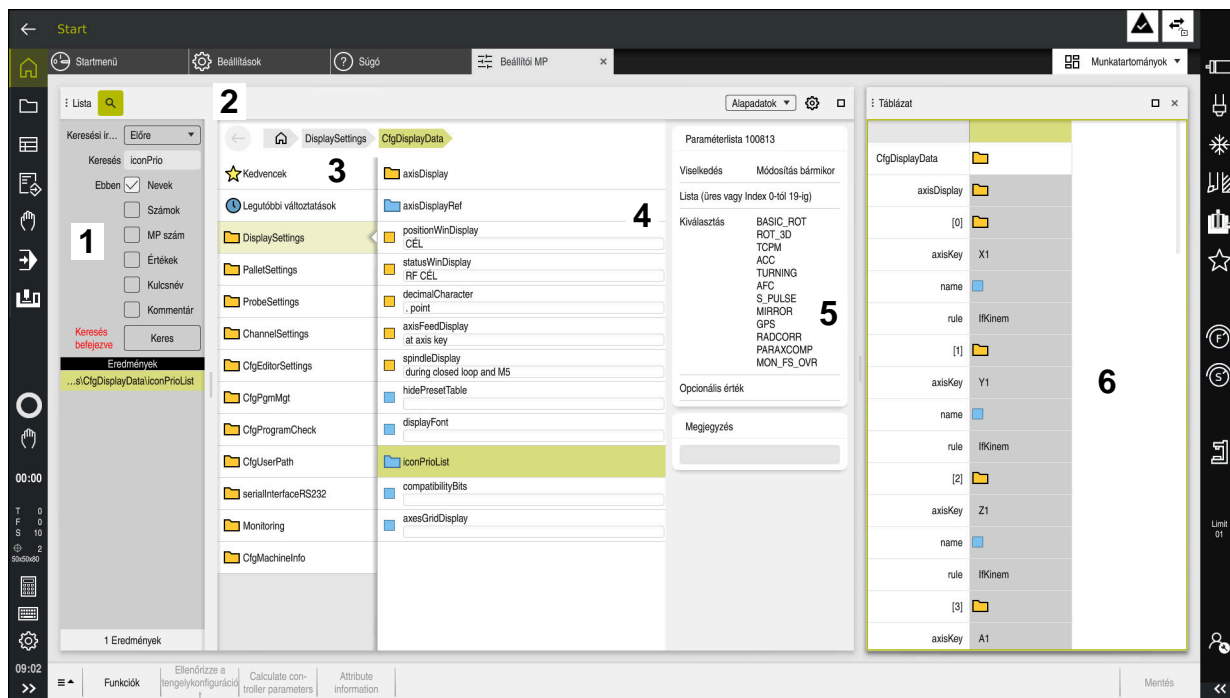 Start
Startmenü
Beállítások
Súgó
Beállítói MP
×
Munkatartományok
Lista
2
Alapadatok
Táblázat
×
Keresési ir...
Előre
Keresés
iconPrio
Ebben
Nevek
Számok
MP szám
Értékek
Kulcsnév
Kommentár
1
Keresés
befejezve
Keres
Eredmények
...s\CfgDisplayData\iconPrioList
1 Eredmények
DisplaySettings
CfgDisplayData
Kedvencek
3
Legutóbbi változtatások
DisplaySettings
PalletSettings
ProbeSettings
ChannelSettings
CfgEditorSettings
CfgPgmMgt
CfgProgramCheck
CfgUserPath
serialInterfaceRS232
Monitoring
CfgMachineInfo
axisDisplay
axisDisplayRef
4
positionWinDisplay
CÉL
statusWinDisplay
RF CÉL
decimalCharacter
. point
axisFeedDisplay
at axis key
spindleDisplay
during closed loop and M5
hidePresetTable
displayFont
iconPrioList
compatibilityBits
axesGridDisplay
Paraméterlista 100813
Viselkedés Módosítás bármikor
Lista (üres vagy Index 0-tól 19-ig)
Kiválasztás BASIC_ROT
ROT_3D
TCPM
ACC
TURNING
AFC
S_PULSE
MIRROR
GPS
RADCORR
PARAXCOMP
MON_FS_OVR
5
Opcionális érték
Megjegyzés
CfgDisplayData
axisDisplay
[0]
axisKey X1
name
rule IfKinem
[1]
axisKey Y1
6
name
rule IfKinem
[2]
axisKey Z1
name
rule IfKinem
[3]
axisKey A1
00:00
T 0
F 0
S 10
2
50x50x80
09:02
F
S
Limit
01
Funkciók
Ellenőrizze a
tengelykonfiguráció
t
Calculate con-
troller parameters
Attribute
information
Mentés